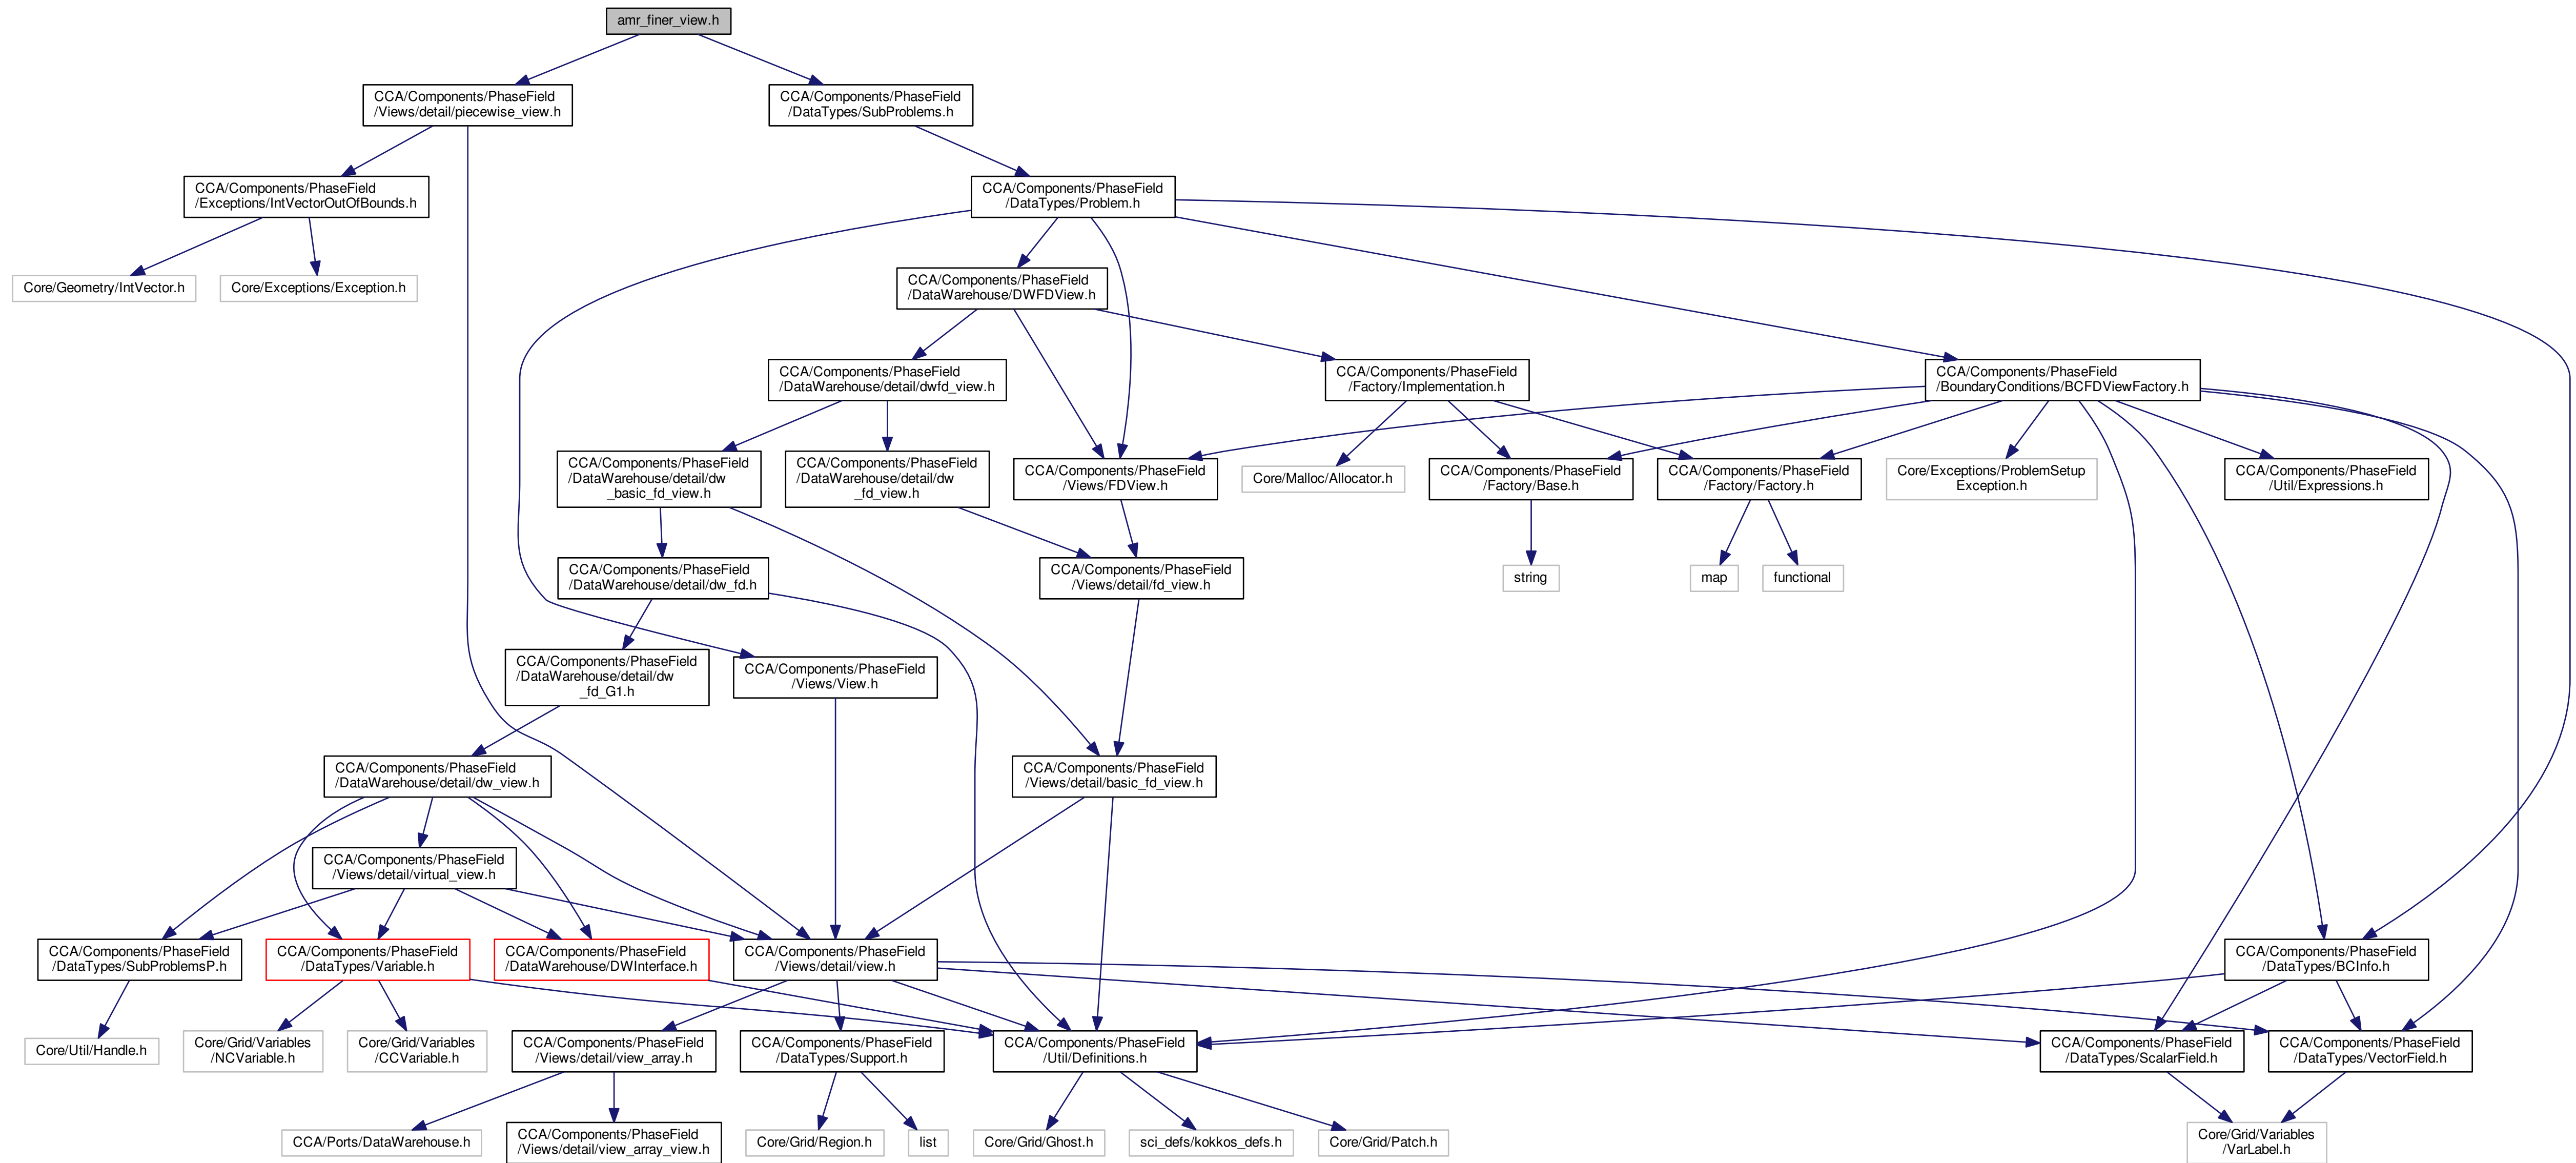 amr_finer_view.h
CCA/Components/PhaseField
/Views/detail/piecewise_view.h
CCA/Components/PhaseField
/DataTypes/SubProblems.h
CCA/Components/PhaseField
/Exceptions/IntVectorOutOfBounds.h
CCA/Components/PhaseField
/DataTypes/Problem.h
Core/Geometry/IntVector.h
Core/Exceptions/Exception.h
CCA/Components/PhaseField
/DataWarehouse/DWFDView.h
CCA/Components/PhaseField
/DataWarehouse/detail/dwfd_view.h
CCA/Components/PhaseField
/Factory/Implementation.h
CCA/Components/PhaseField
/BoundaryConditions/BCFDViewFactory.h
CCA/Components/PhaseField
/DataWarehouse/detail/dw
_basic_fd_view.h
CCA/Components/PhaseField
/DataWarehouse/detail/dw
_fd_view.h
CCA/Components/PhaseField
/Views/FDView.h
Core/Malloc/Allocator.h
CCA/Components/PhaseField
/Factory/Base.h
CCA/Components/PhaseField
/Factory/Factory.h
Core/Exceptions/ProblemSetup
Exception.h
CCA/Components/PhaseField
/Util/Expressions.h
CCA/Components/PhaseField
/DataWarehouse/detail/dw_fd.h
CCA/Components/PhaseField
/Views/detail/fd_view.h
string
map
functional
CCA/Components/PhaseField
/DataWarehouse/detail/dw
_fd_G1.h
CCA/Components/PhaseField
/Views/View.h
CCA/Components/PhaseField
/DataWarehouse/detail/dw_view.h
CCA/Components/PhaseField
/Views/detail/basic_fd_view.h
CCA/Components/PhaseField
/Views/detail/virtual_view.h
CCA/Components/PhaseField
/DataTypes/SubProblemsP.h
CCA/Components/PhaseField
/DataTypes/Variable.h
CCA/Components/PhaseField
/DataWarehouse/DWInterface.h
CCA/Components/PhaseField
/Views/detail/view.h
CCA/Components/PhaseField
/DataTypes/BCInfo.h
Core/Util/Handle.h
Core/Grid/Variables
/NCVariable.h
Core/Grid/Variables
/CCVariable.h
CCA/Components/PhaseField
/Views/detail/view_array.h
CCA/Components/PhaseField
/DataTypes/Support.h
CCA/Components/PhaseField
/Util/Definitions.h
CCA/Components/PhaseField
/DataTypes/ScalarField.h
CCA/Components/PhaseField
/DataTypes/VectorField.h
CCA/Ports/DataWarehouse.h
CCA/Components/PhaseField
/Views/detail/view_array_view.h
Core/Grid/Region.h
list
Core/Grid/Ghost.h
sci_defs/kokkos_defs.h
Core/Grid/Patch.h
Core/Grid/Variables
/VarLabel.h